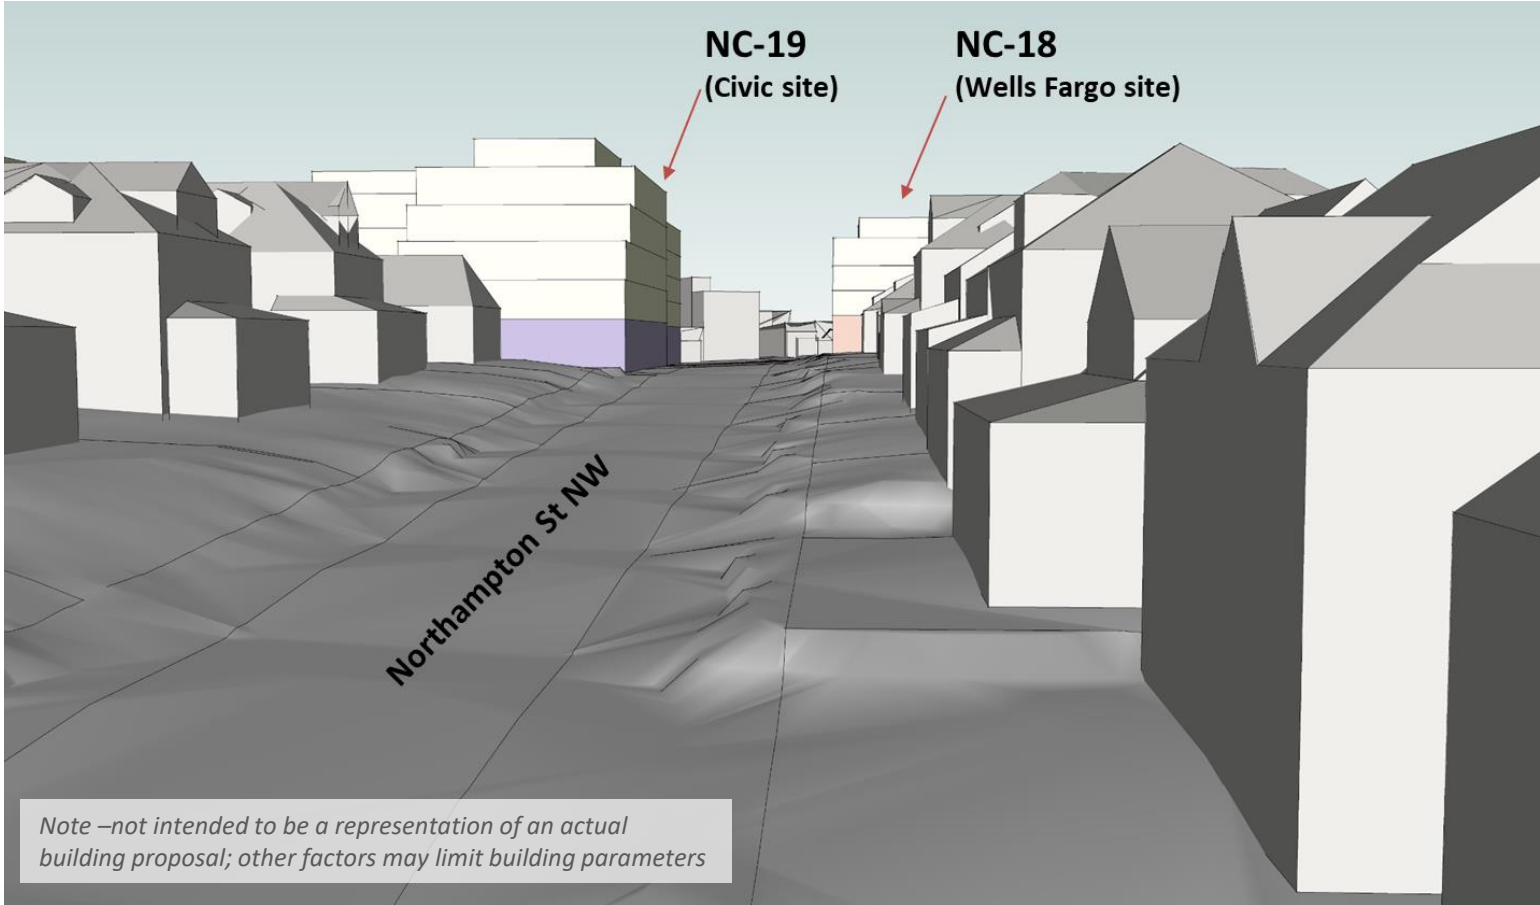 NC-19
(Civic site)
NC-18
(Wells Fargo site)
Northampton St NW
Note –not intended to be a representation of an actual
building proposal; other factors may limit building parameters